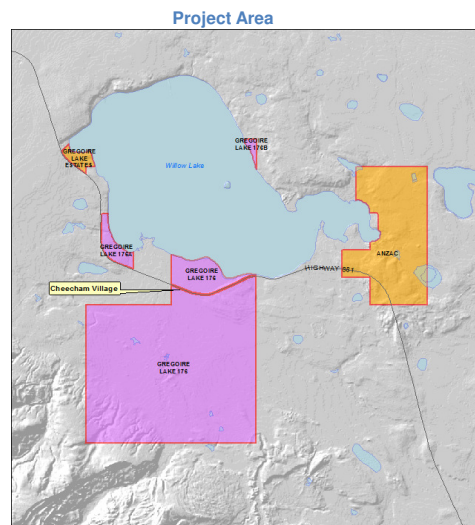 Project Area
GREGOIRE
LAKE 176B
GREGOIRE
LAKE
ESTATES
Willow Lake
GREGOIRE
LAKE 176A
GREGOIRE
LAKE 176
ANZAC
HIGHWAY 881
Cheecham Village
GREGOIRE
LAKE 176